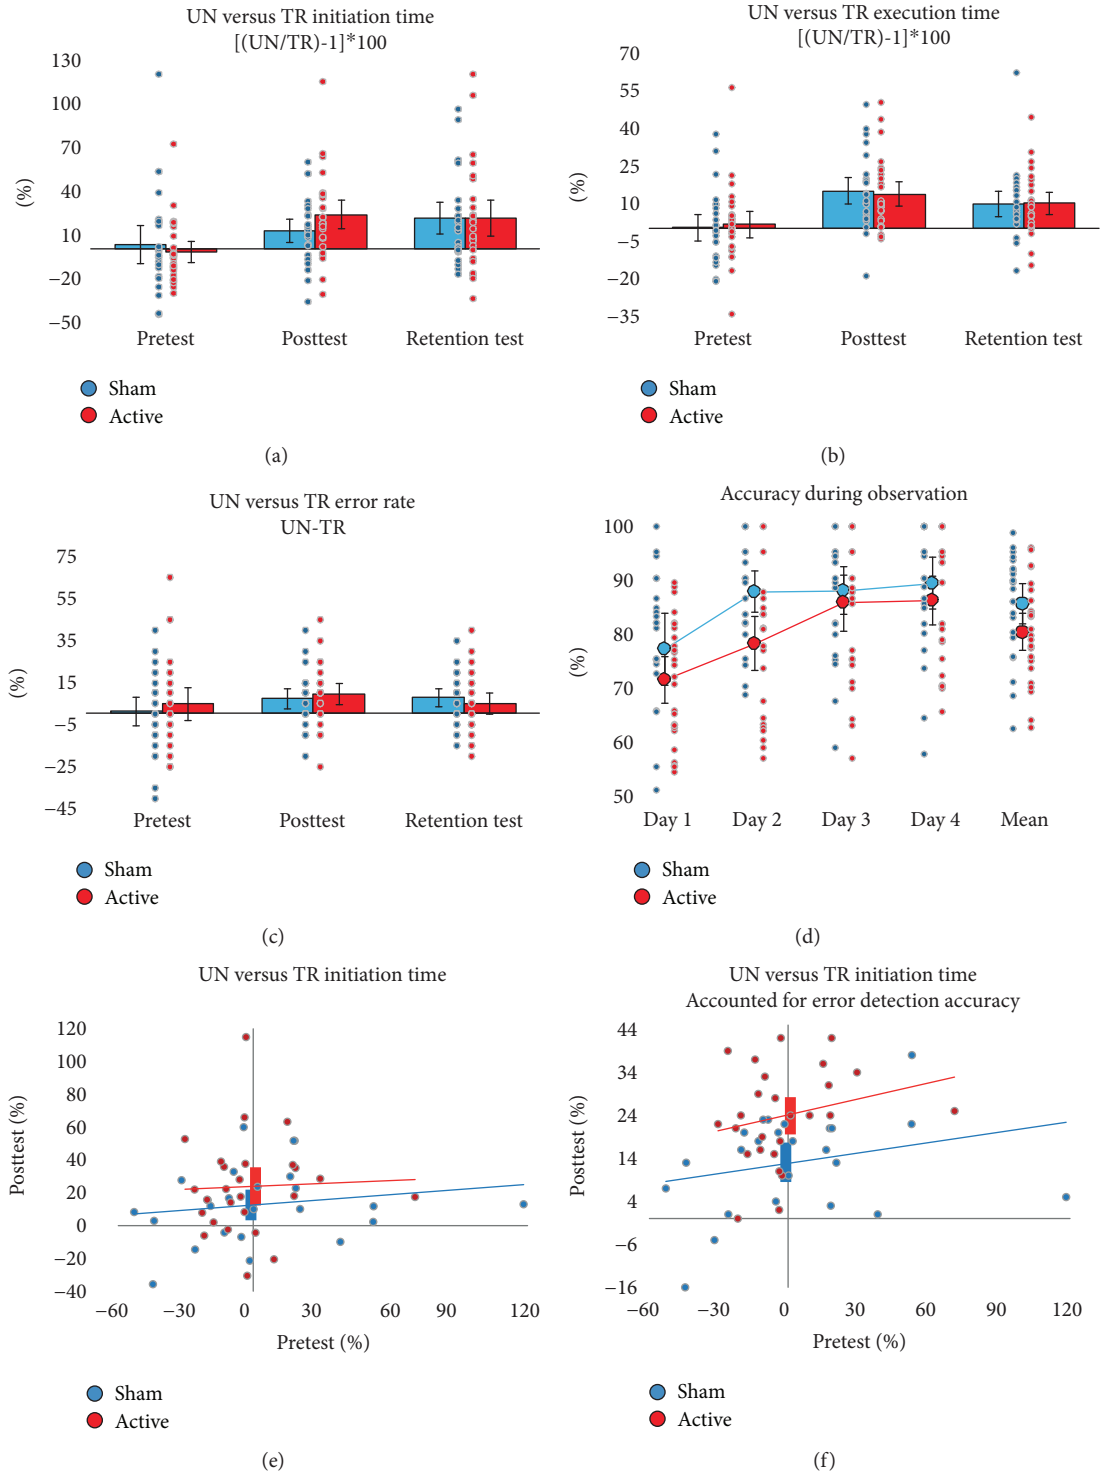 UN versus TR initiation time
[(UN/TR)-1]*100
130
100
70
40
10
−20
−50
(%)
Pretest
Posttest
Retention test
Sham
Active
(a)
UN versus TR execution time
[(UN/TR)-1]*100
70
55
40
25
10
−5
−20
−35
(%)
Pretest
Posttest
Retention test
Sham
Active
(b)
UN versus TR error rate
UN-TR
75
55
35
15
−5
−25
−45
(%)
Pretest
Posttest
Retention test
Sham
Active
(c)
Accuracy during observation
100
90
80
70
60
50
(%)
Day 1
Day 2
Day 3
Day 4
Mean
Sham
Active
(d)
UN versus TR initiation time
120
100
80
60
40
20
0
−20
−40
Posttest (%)
−60
−30
0
30
60
90
120
Pretest (%)
Sham
Active
(e)
UN versus TR initiation time
Accounted for error detection accuracy
44
34
24
14
4
−6
−16
Posttest (%)
−60
−30
0
30
60
90
120
Pretest (%)
Sham
Active
(f)